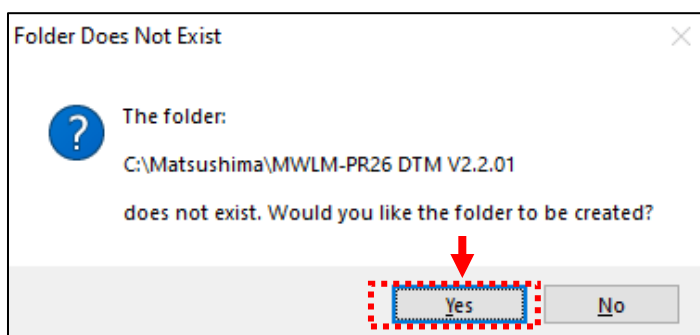 Folder Does Not Exist
The folder:
C:\Matsushima\MWLM-PR26 DTM V2.2.01
does not exist. Would you like the folder to be created?
Yes
No